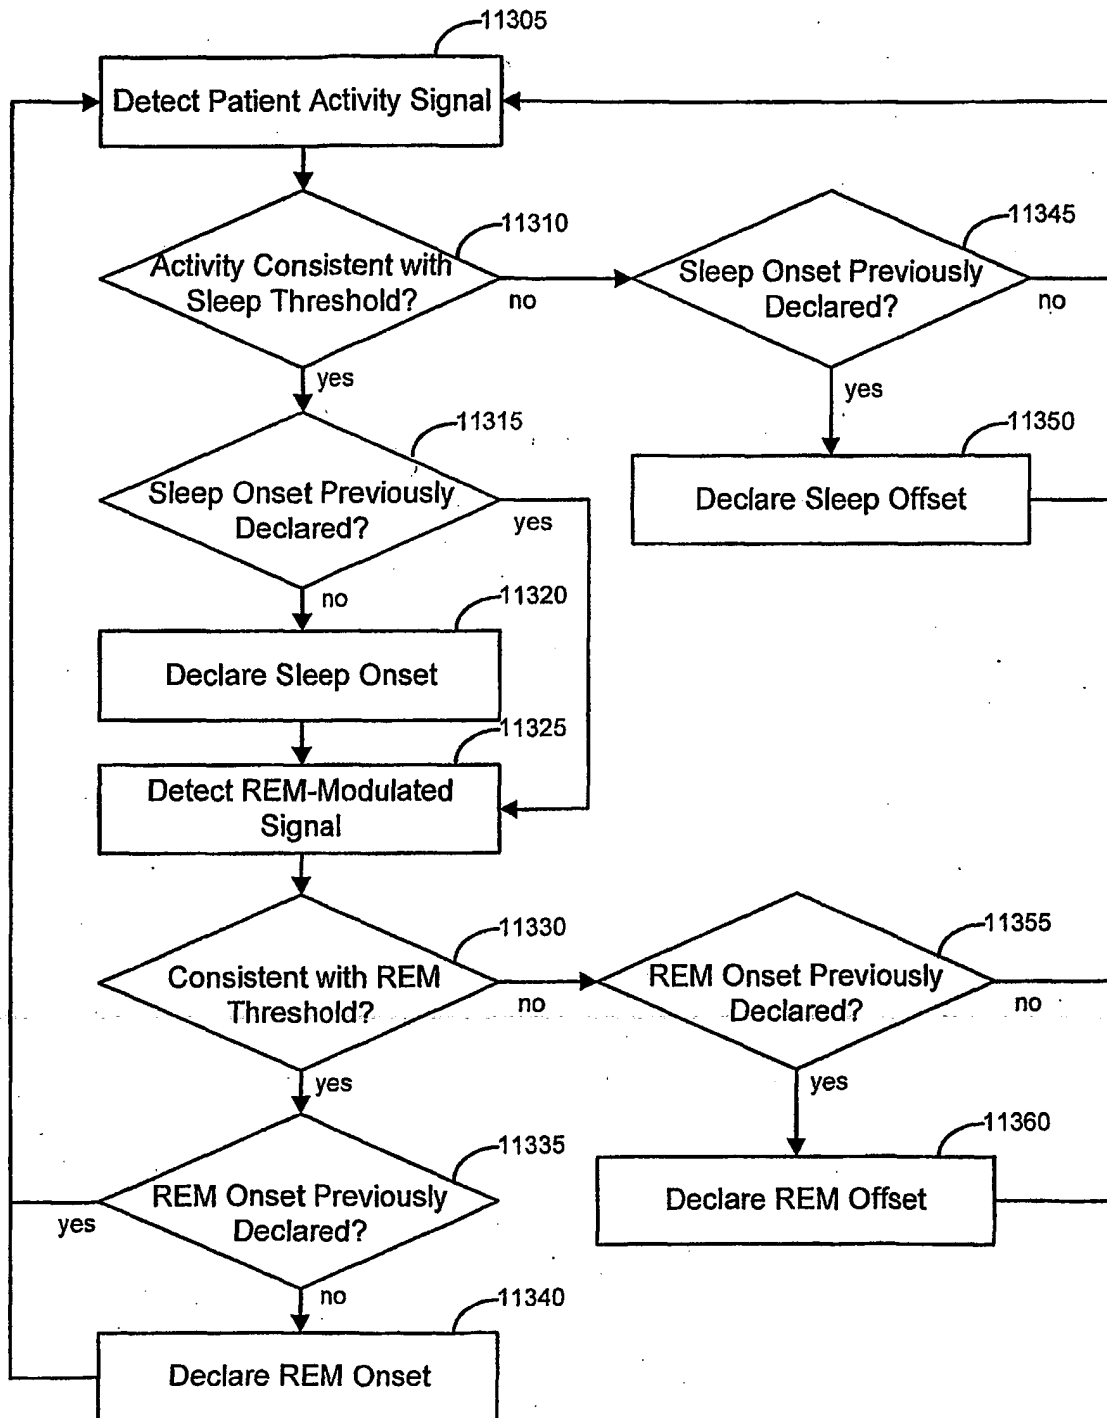 11305
Detect Patient Activity Signal
11310
Activity Consistent with
Sleep Threshold?
no
yes
11345
Sleep Onset Previously
Declared?
no
yes
11315
Sleep Onset Previously
Declared?
yes
no
11350
Declare Sleep Offset
11320
Declare Sleep Onset
11325
Detect REM-Modulated
Signal
11330
Consistent with REM
Threshold?
no
yes
11355
REM Onset Previously
Declared?
no
yes
11335
REM Onset Previously
Declared?
yes
no
11360
Declare REM Offset
11340
Declare REM Onset